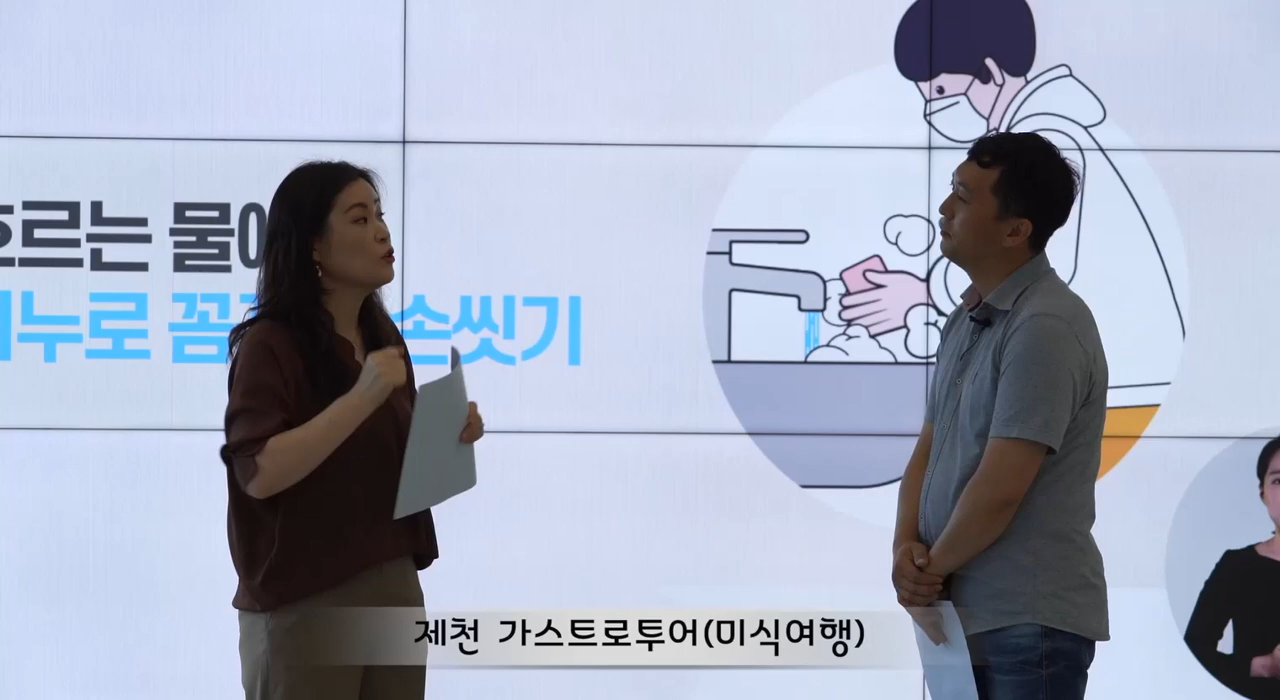 흐르는 물에
비누로 꼼 손씻기
제천 가스트로투어(미식여행)